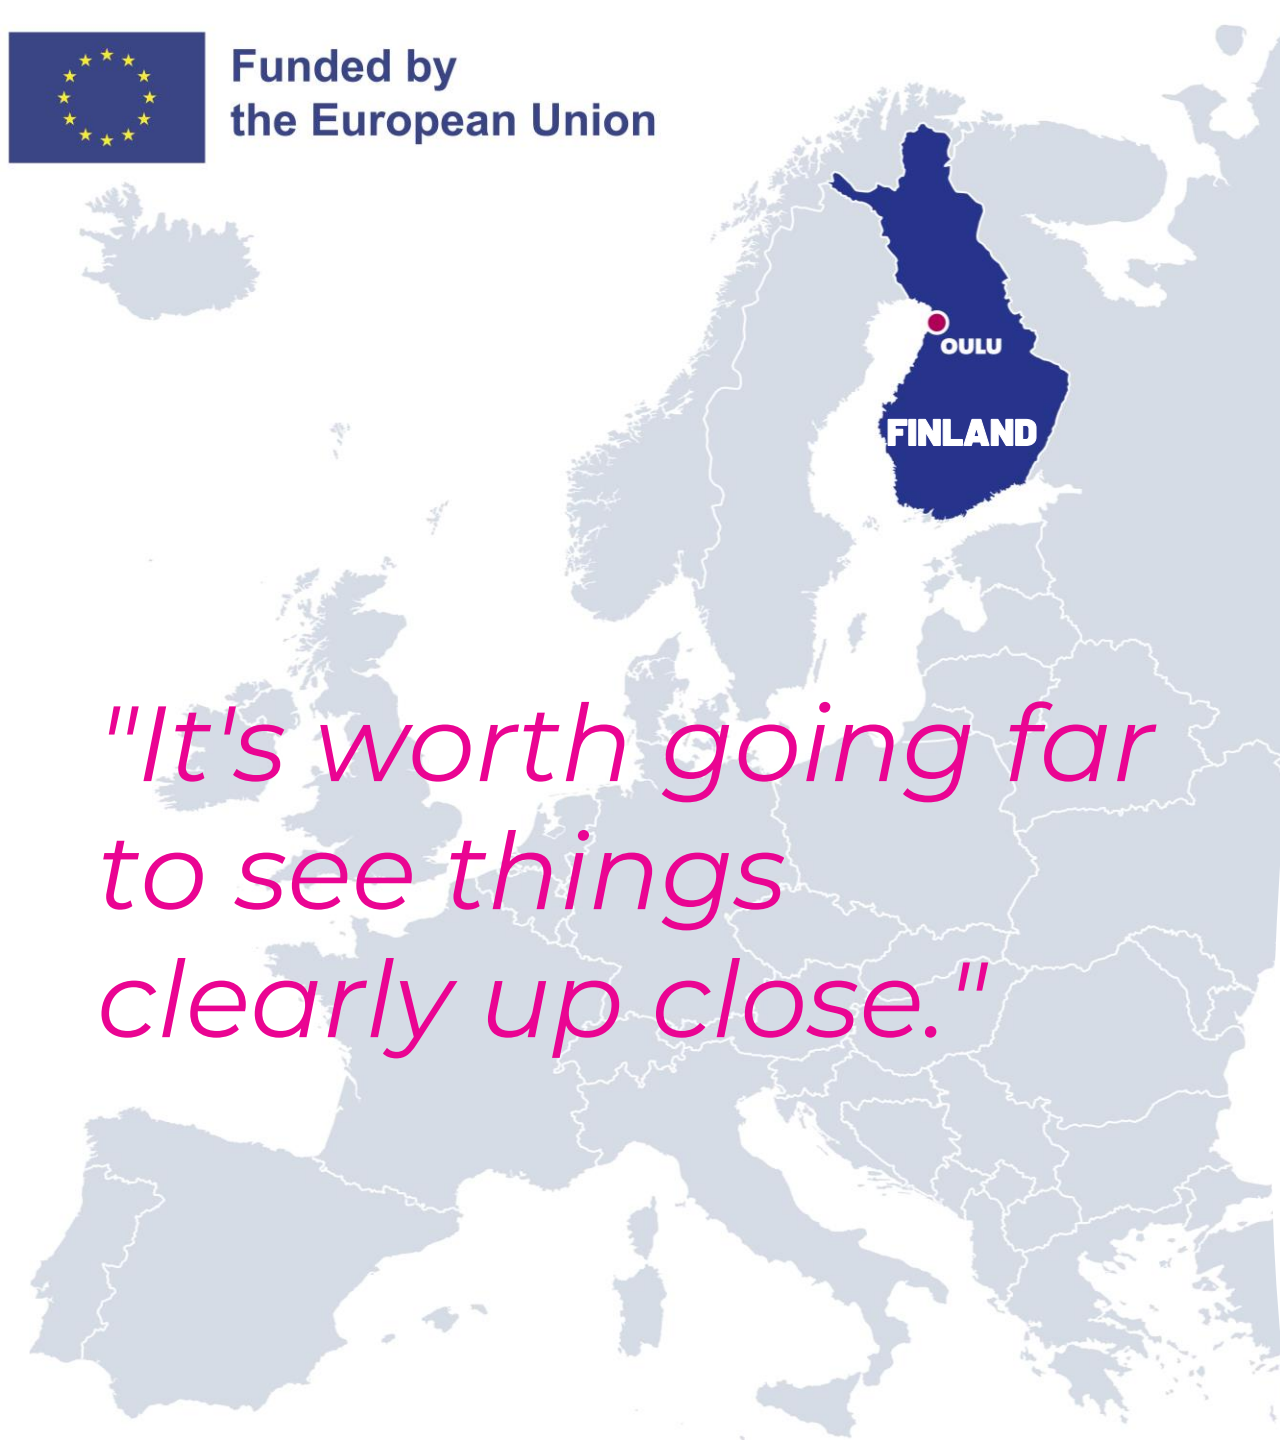 Funded by
the European Union
OULU
FINLAND
"It's worth going far
to see things
clearly up close."